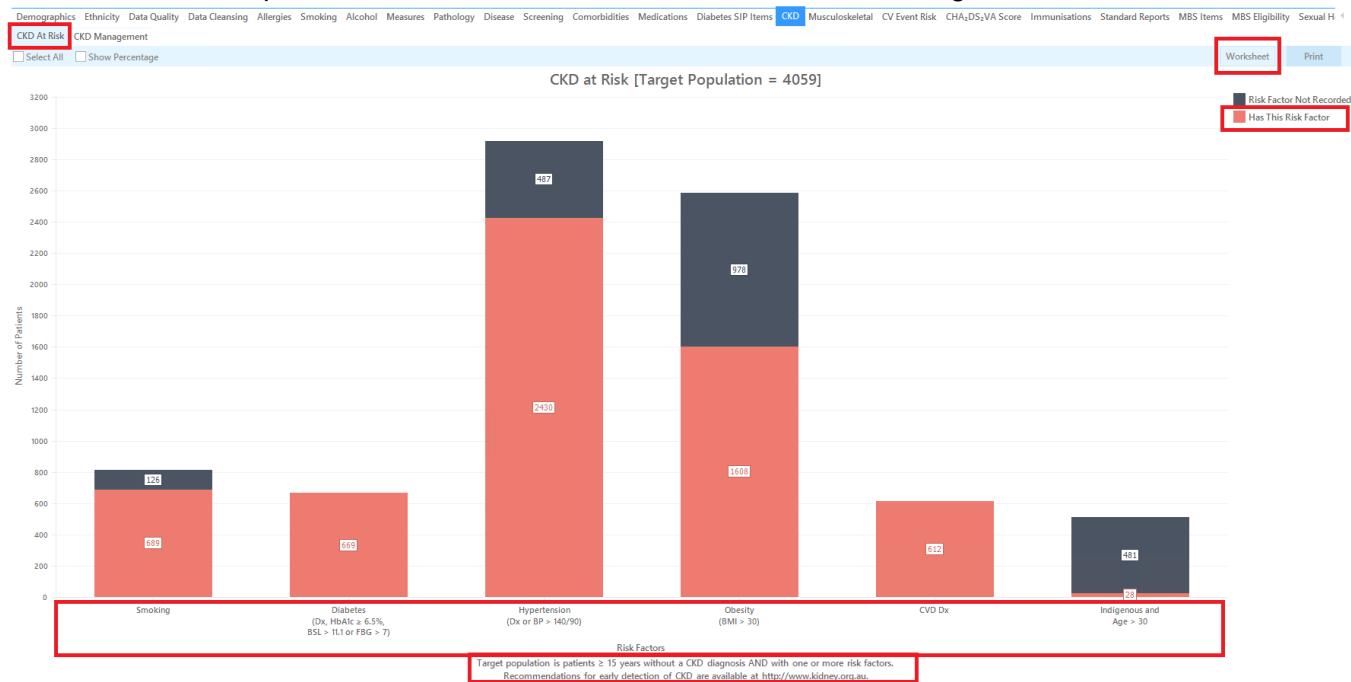 Demographics Ethnicity Data Quality Data Cleansing Allergies Smoking Alcohol Measures Pathology Disease Screening Comorbidities Medications Diabetes SIP Items CKD Musculoskeletal CV Event Risk CHA₂DS₂VA Score Immunisations Standard Reports MBS Items MBS Eligibility Sexual H
CKD At Risk CKD Management
Select All Show Percentage Worksheet Print
CKD at Risk [Target Population = 4059]
Risk Factor Not Recorded
Has This Risk Factor
Number of Patients
3200
3000
2800
2600
2400
2200
2000
1800
1600
1400
1200
1000
800
600
400
200
0
126
689
669
487
2430
978
1608
612
481
28
Smoking
Diabetes
(Dx, HbA1c ≥ 6.5%,
BSL > 11.1 or FBG > 7)
Hypertension
(Dx or BP > 140/90)
Obesity
(BMI > 30)
CVD Dx
Indigenous and
Age > 30
Risk Factors
Target population is patients ≥ 15 years without a CKD diagnosis AND with one or more risk factors.
Recommendations for early detection of CKD are available at http://www.kidney.org.au.